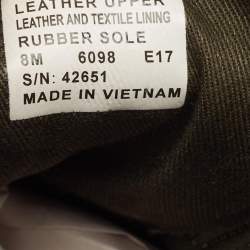 LEATHER UPPER
LEATHER AND TEXTILE LINING
RUBBER SOLE
8M 6098 E17
S/N: 42651
MADE IN VIETNAM